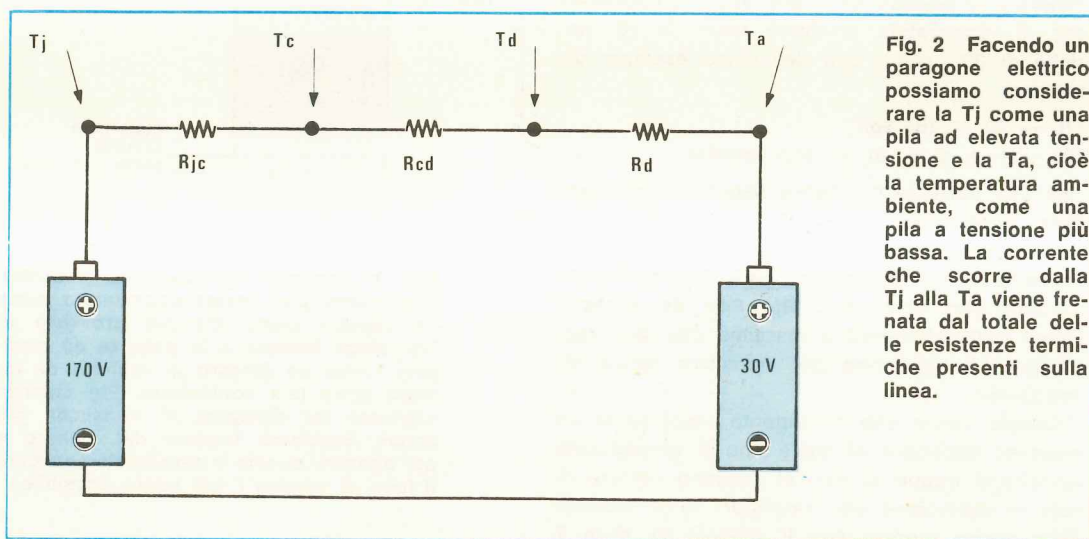 Tj Tc Td Ta
Rjc Rcd Rd
170 V 30 V
Fig. 2 Facendo un
paragone elettrico
possiamo conside-
rare la Tj come una
pila ad elevata ten-
sione e la Ta, cioè
la temperatura am-
biente, come una
pila a tensione più
bassa. La corrente
che scorre dalla
Tj alla Ta viene fre-
nata dal totale del-
le resistenze termi-
che presenti sulla
linea.